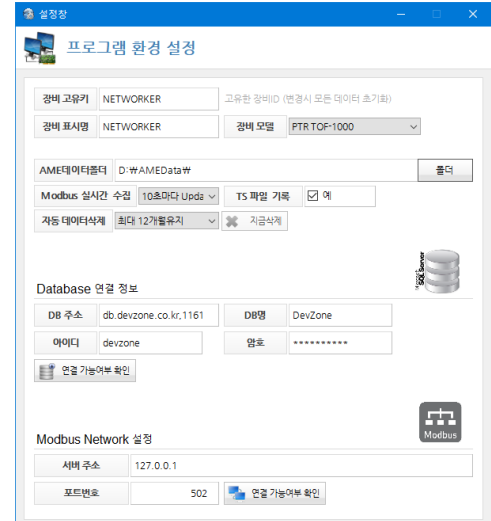 설정창
프로그램 환경 설정
장비 고유키 NETWORKER 고유한 장비ID (변경시 모든 데이터 초기화)
장비 표시명 NETWORKER 장비 모델 PTR TOF-1000
AME데이터폴더 D:₩AMEData₩ 폴더
Modbus 실시간 수집 10초마다 Upda TS 파일 기록 예
자동 데이터삭제 최대 12개월유지 지금삭제
Microsoft SQL Server
Database 연결 정보
DB 주소 db.devzone.co.kr,1161 DB명 DevZone
아이디 devzone 암호 **********
연결 가능여부 확인
Modbus
Modbus Network 설정
서버 주소 127.0.0.1
포트번호 502 연결 가능여부 확인